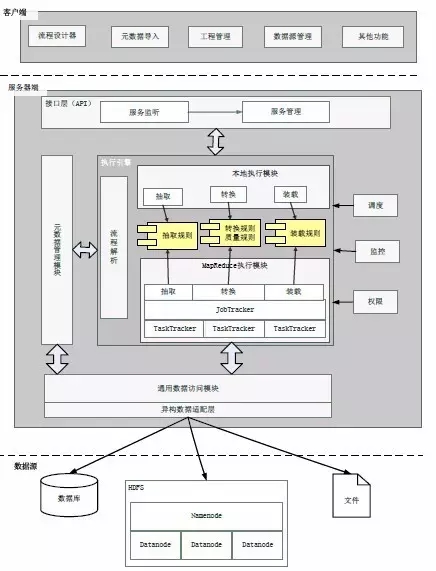 客户端
流程设计器
元数据导入
工程管理
数据源管理
其他功能
服务器端
接口层（API）
服务监听
服务管理
执行引擎
本地执行模块
抽取
转换
装载
调度
元数据管理模块
流程解析
抽取规则
转换规则
质量规则
装载规则
监控
MapReduce执行模块
抽取
转换
装载
权限
JobTracker
TaskTracker
TaskTracker
TaskTracker
通用数据访问模块
异构数据适配层
数据源
数据库
HDFS
Namenode
Datanode
Datanode
Datanode
文件